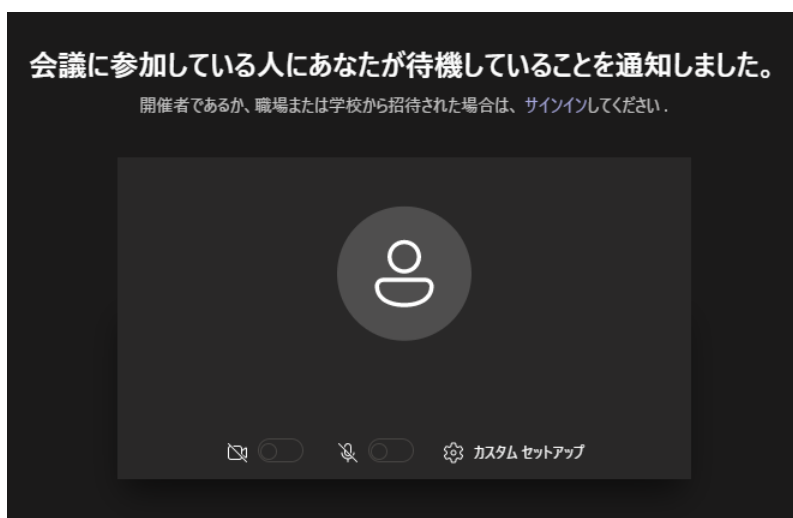 会議に参加している人にあなたが待機していることを通知しました。
開催者であるか、職場または学校から招待された場合は、サインインしてください.
カスタム セットアップ